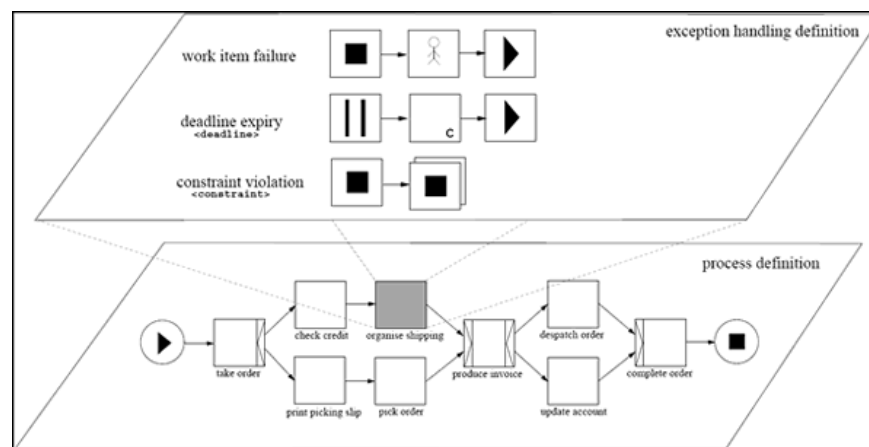 exception handling definition
work item failure
deadline expiry
<deadline>
C
constraint violation
<constraint>
process definition
check credit
organise shipping
despatch order
take order
produce invoice
complete order
print picking slip
pick order
update account